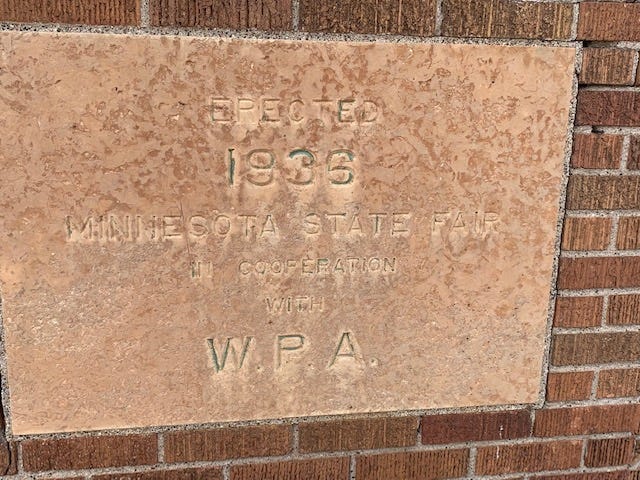 ERECTED
1936
MINNESOTA STATE FAIR
IN COOPERATION
WITH
W.P.A.